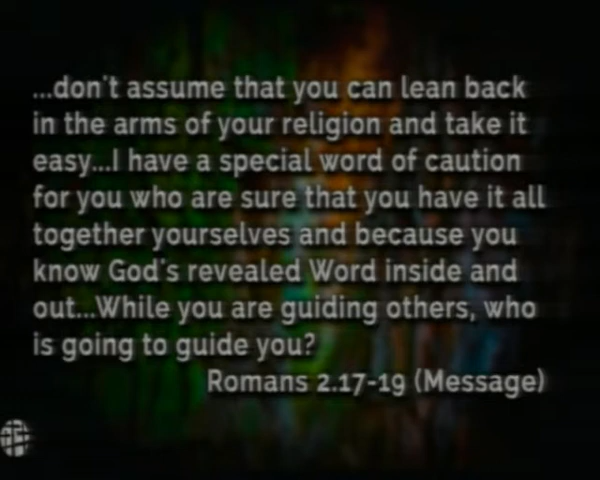 ...don't assume that you can lean back
in the arms of your religion and take it
easy...I have a special word of caution
for you who are sure that you have it all
together yourselves and because you
know God's revealed Word inside and
out...While you are guiding others, who
is going to guide you?
Romans 2.17-19 (Message)